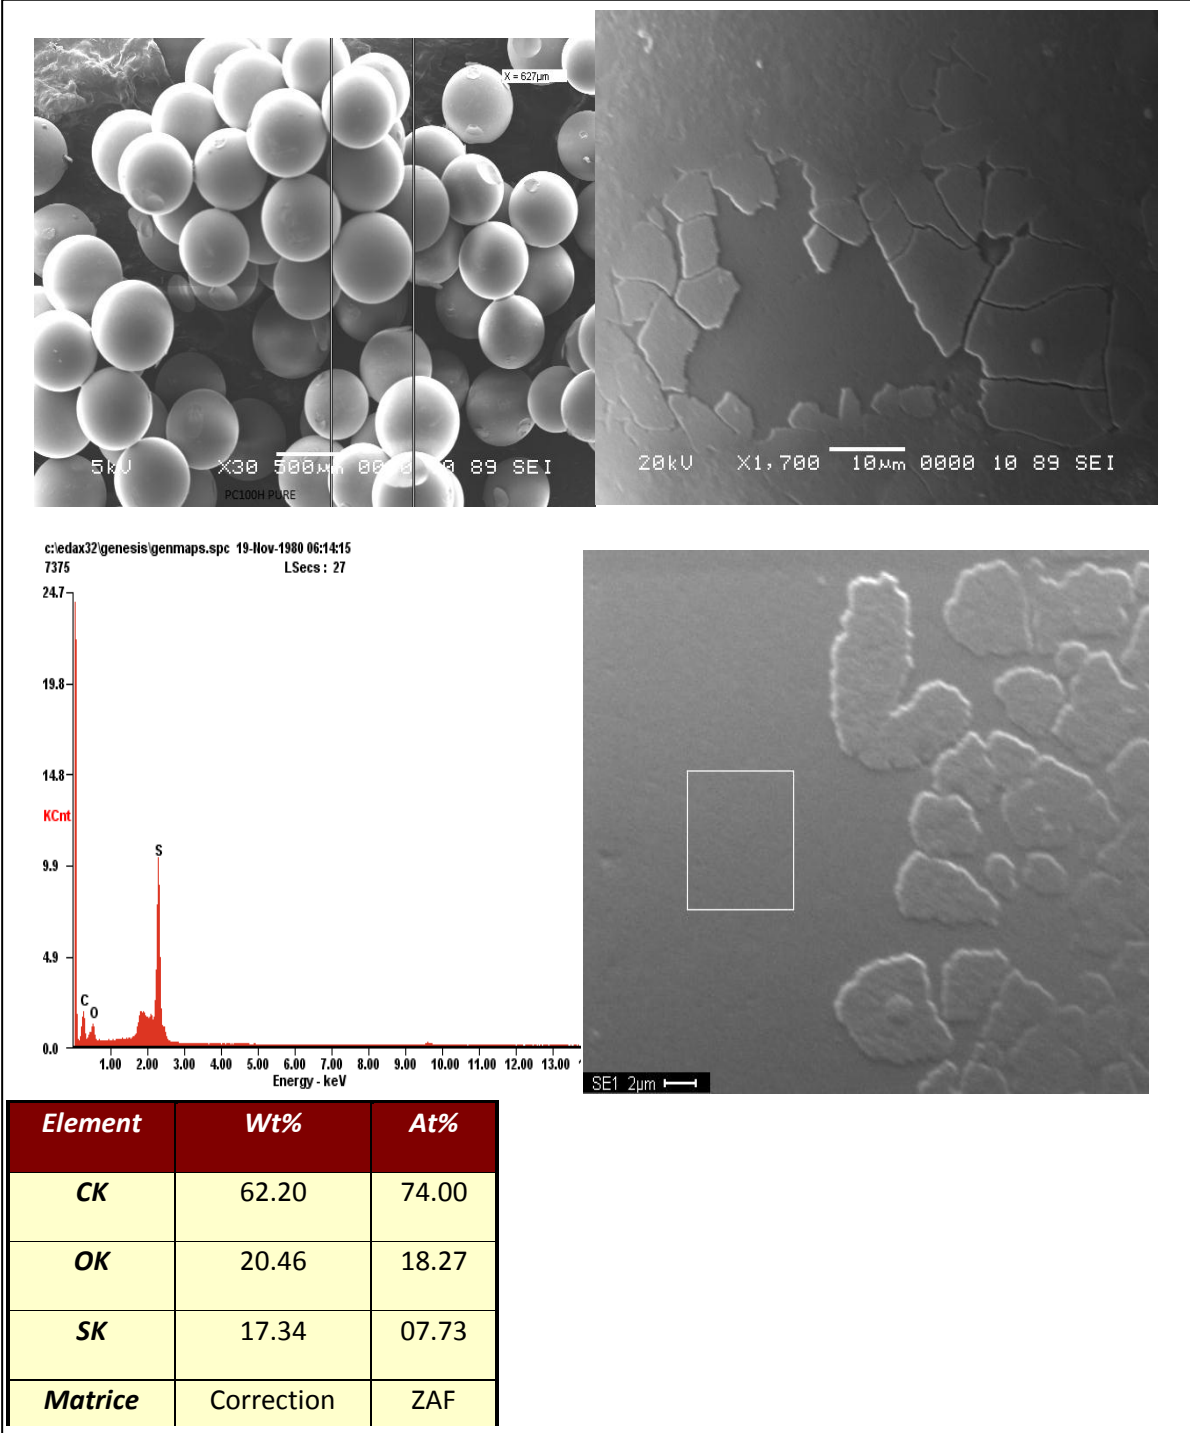 X = 627µm
5kV X30 500µm 00 0 89 SEI
PC100H PURE
20kU X1,700 10µm 0000 10 89 SEI
c:\edax32\genesis\genmaps.spc 19-Nov-1980 06:14:15
7375 LSecs : 27
24.7
19.8
14.8
KCnt
9.9
4.9
0.0
S
C
O
1.00 2.00 3.00 4.00 5.00 6.00 7.00 8.00 9.00 10.00 11.00 12.00 13.00
Energy - keV
SE1 2µm
Element Wt% At%
CK 62.20 74.00
OK 20.46 18.27
SK 17.34 07.73
Matrice Correction ZAF